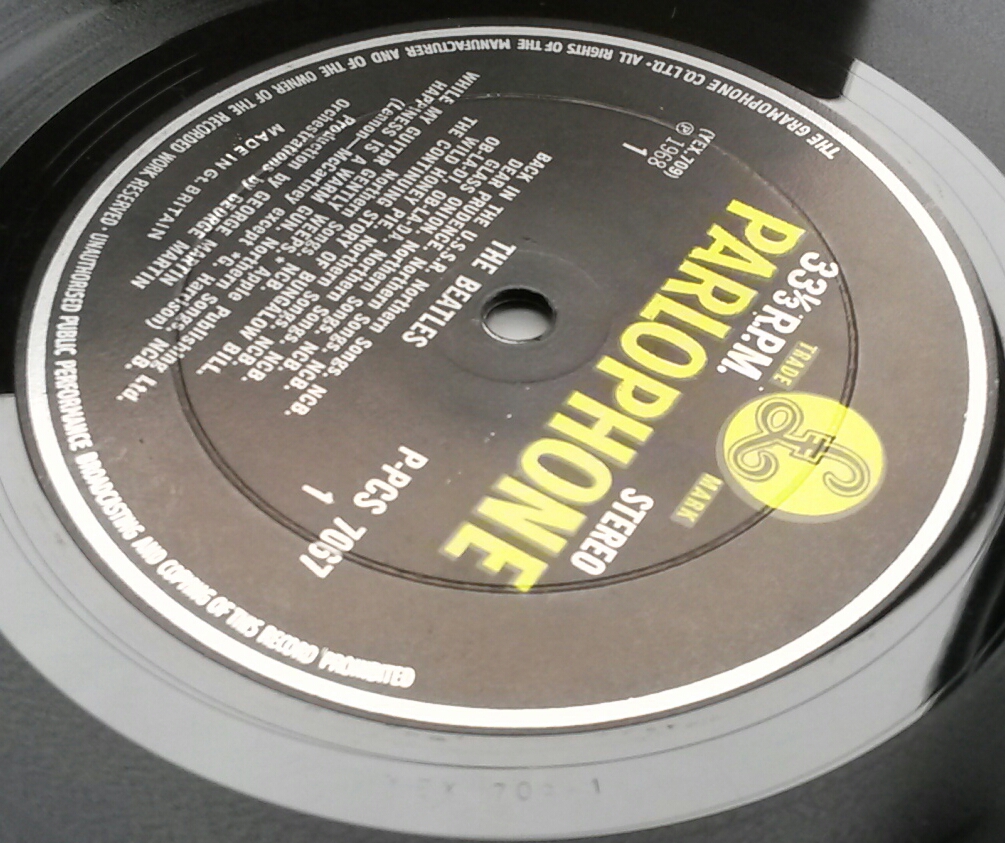 THE GRAMOPHONE CO. LTD. · ALL RIGHTS OF THE MANUFACTURER AND OF THE OWNER OF THE RECORDED WORK RESERVED · UNAUTHORISED PUBLIC PERFORMANCE BROADCASTING AND COPYING OF THIS RECORD PROHIBITED
33⅓ R.P.M.
TRADE MARK
£
STEREO
PARLOPHONE
(YEX.709)
℗ 1968
1
P-PCS 7067
1
THE BEATLES
BACK IN THE U.S.S.R. Northern Songs. NCB.
DEAR PRUDENCE, Northern Songs. NCB.
GLASS ONION, Northern Songs. NCB.
OB-LA-DI OB-LA-DA, Northern Songs. NCB.
WILD HONEY PIE, Northern Songs. NCB.
THE CONTINUING STORY OF BUNGALOW BILL,
Northern Songs. NCB
WHILE MY GUITAR GENTLY WEEPS,* Apple Publishing Ltd.
HAPPINESS IS A WARM GUN, Northern Songs. NCB.
(Lennon—McCartney except *G. Harrison)
Production by GEORGE MARTIN
Orchestrations by GEORGE MARTIN
MADE IN GT. BRITAIN